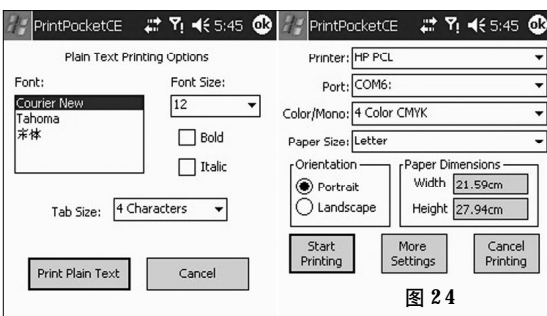 PrintPocketCE 5:45 ok
Plain Text Printing Options
Font:
Courier New
Tahoma
宋体
Font Size:
12
Bold
Italic
Tab Size: 4 Characters
Print Plain Text Cancel
PrintPocketCE 5:45 ok
Printer: HP PCL
Port: COM6:
Color/Mono: 4 Color CMYK
Paper Size: Letter
Orientation
Portrait
Landscape
Paper Dimensions
Width 21.59cm
Height 27.94cm
Start Printing
More Settings
Cancel Printing
图 24